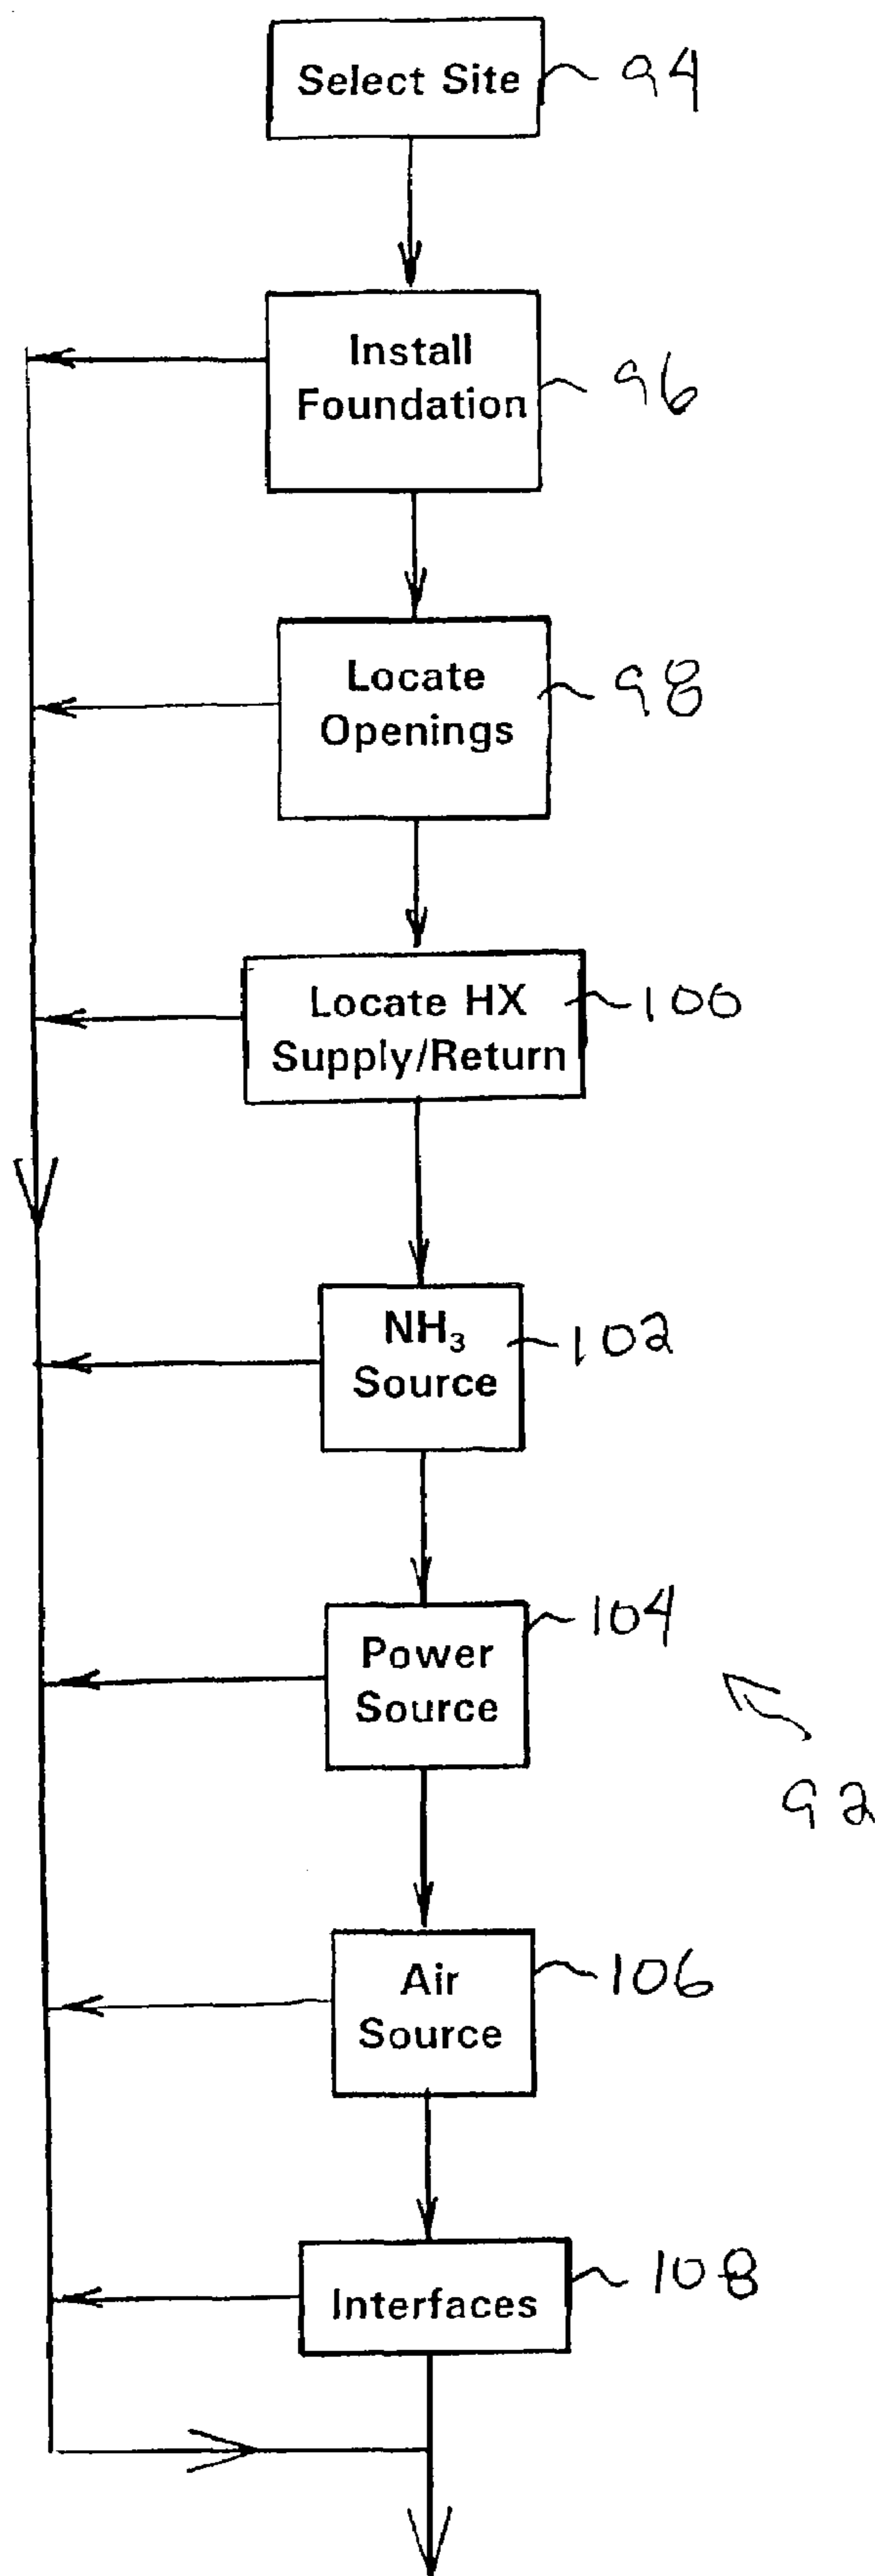 Select Site
94
Install
Foundation
96
Locate
Openings
98
Locate HX
Supply/Return
100
NH₃
Source
102
Power
Source
104
92
Air
Source
106
Interfaces
108